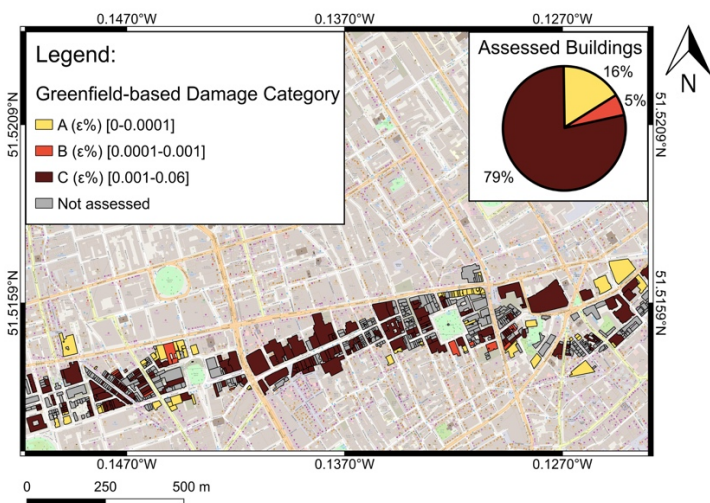 0.1470°W 0.1370°W 0.1270°W
Legend:
Greenfield-based Damage Category
A (ε%) [0-0.0001]
B (ε%) [0.0001-0.001]
C (ε%) [0.001-0.06]
Not assessed
Assessed Buildings
16%
5%
79%
N
51.5209°N 51.5209°N
51.5159°N 51.5159°N
0.1470°W 0.1370°W 0.1270°W
0 250 500 m